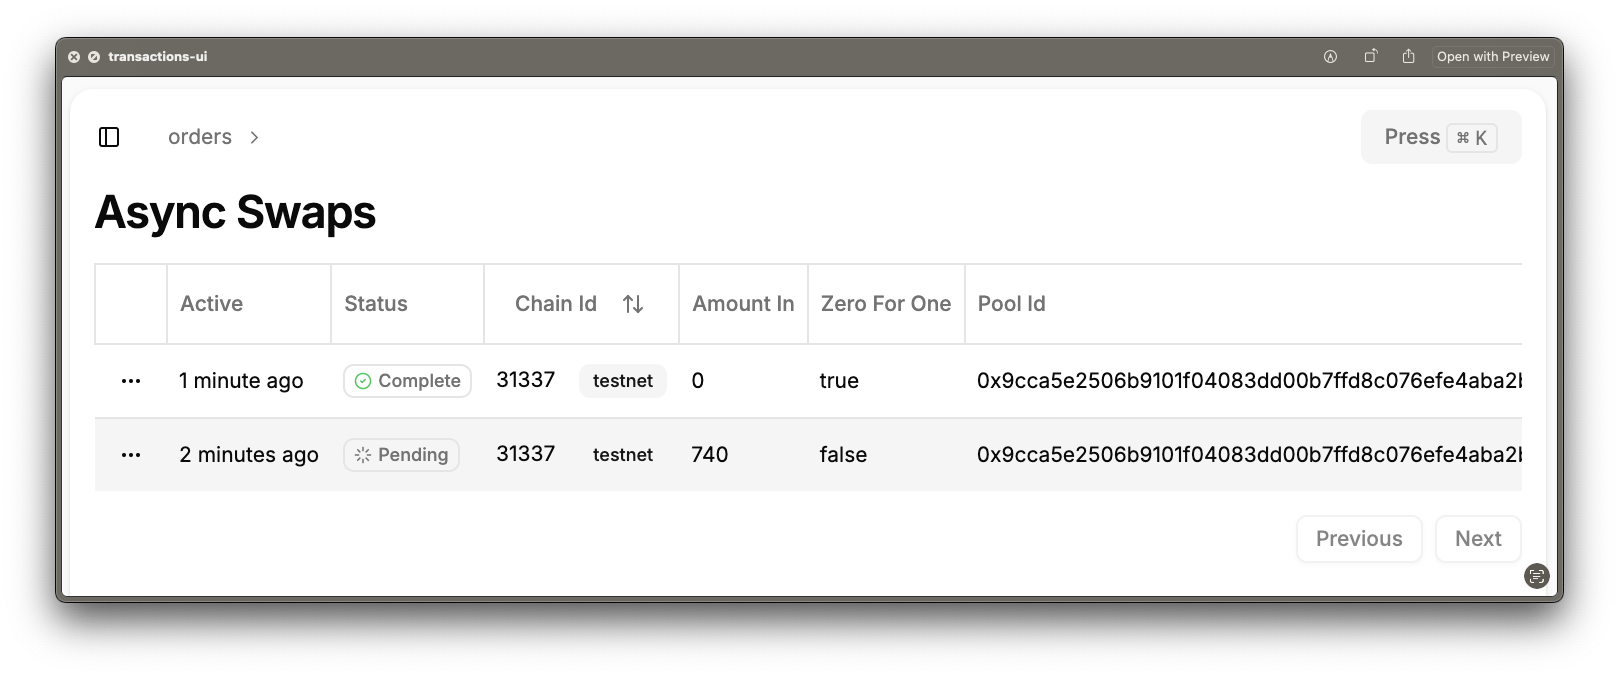 transactions-ui Open with Preview
orders Press ⌘ K
Async Swaps
Active Status Chain Id Amount In Zero For One Pool Id
1 minute ago Complete 31337 testnet 0 true 0x9cca5e2506b9101f04083dd00b7ffd8c076efe4aba2
2 minutes ago Pending 31337 testnet 740 false 0x9cca5e2506b9101f04083dd00b7ffd8c076efe4aba2
Previous Next